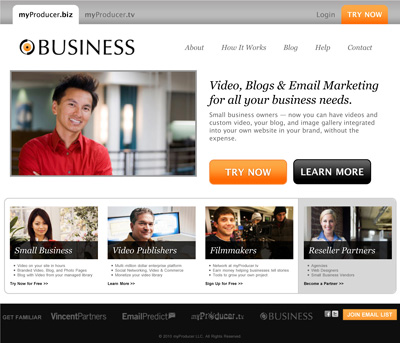 myProducer.biz myProducer.tv Login TRY NOW
BUSINESS About How It Works Blog Help Contact
Video, Blogs & Email Marketing
for all your business needs.
Small business owners — now you can have videos and
custom video, your blog, and image gallery integrated
into your own website in your brand, without the
expense.
TRY NOW LEARN MORE
Small Business Video Publishers Filmmakers Reseller Partners
• Video on your site in hours • Multi million dollar enterprise platform • Network at myProducer.tv • Agencies
• Branded Video, Blog, and Photo Pages • Social Networking, Video & Commerce • Earn money helping businesses tell stories • Web Designers
• Blog with Video from your managed library • Monetize your video library • Tools to grow your own project • Small Business Mentors
Try Now for Free >> Learn More >> Sign Up for Free >> Become a Partner >>
GET FAMILIAR VincentPartners EmailPredict myProducer.tv BUSINESS JOIN EMAIL LIST
© 2010 myProducer LLC. All Rights Reserved